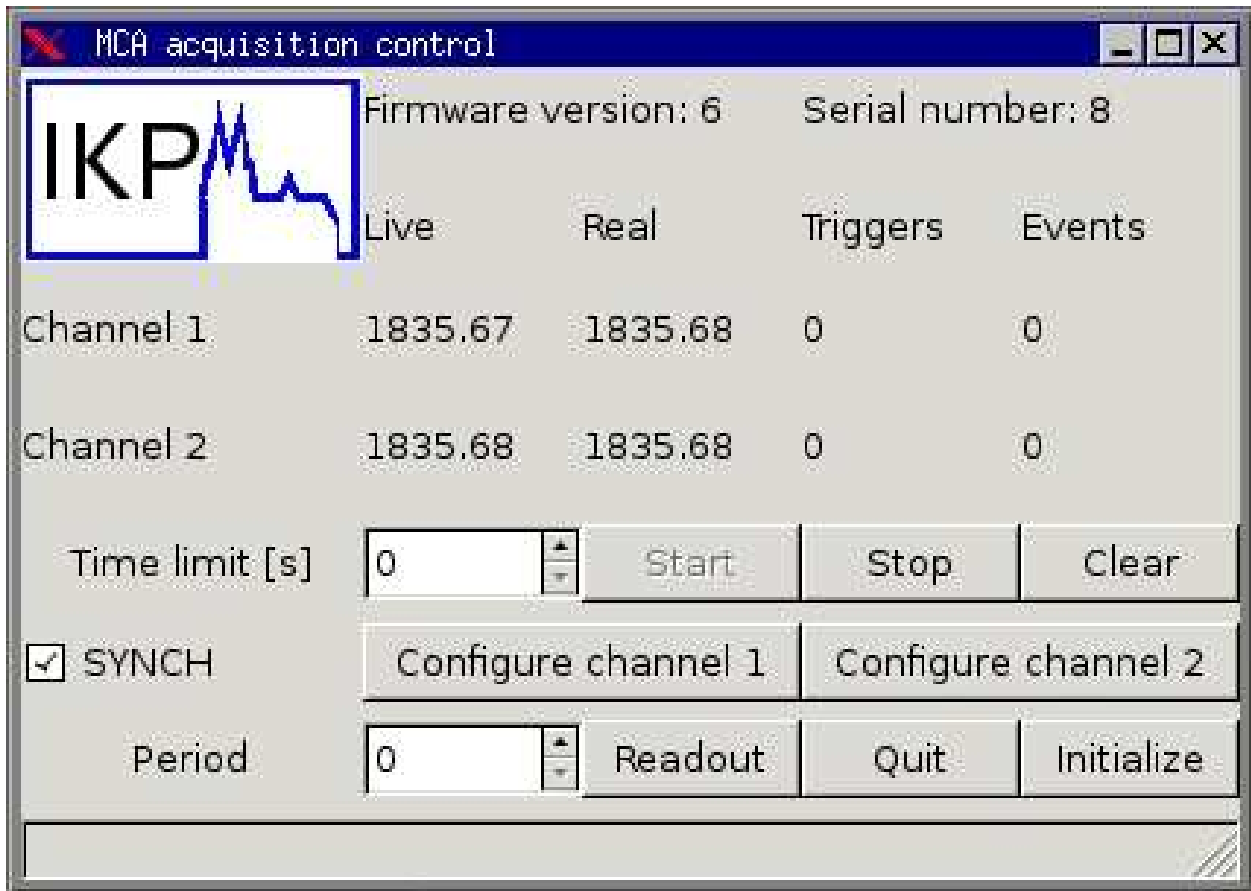 MCA acquisition control
IKP
Firmware version: 6 Serial number: 8
Live Real Triggers Events
Channel 1 1835.67 1835.68 0 0
Channel 2 1835.68 1835.68 0 0
Time limit [s] 0 Start Stop Clear
SYNCH Configure channel 1 Configure channel 2
Period 0 Readout Quit Initialize